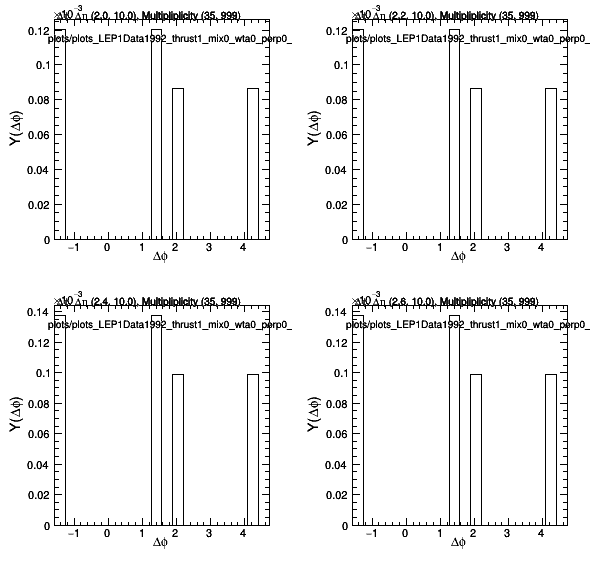 ×10⁻³
Δη (2,0, 10.0), Multipliplicity (35, 999)
plots/plots_LEP1Data1992_thrust1_mix0_wta0_perp0_
0.12
0.1
0.08
0.06
0.04
0.02
0
Y(Δϕ)
−1 0 1 2 3 4
Δϕ
×10⁻³
Δη (2,2, 10.0), Multipliplicity (35, 999)
plots/plots_LEP1Data1992_thrust1_mix0_wta0_perp0_
0.12
0.1
0.08
0.06
0.04
0.02
0
Y(Δϕ)
−1 0 1 2 3 4
Δϕ
×10⁻³
Δη (2,4, 10.0), Multipliplicity (35, 999)
plots/plots_LEP1Data1992_thrust1_mix0_wta0_perp0_
0.14
0.12
0.1
0.08
0.06
0.04
0.02
0
Y(Δϕ)
−1 0 1 2 3 4
Δϕ
×10⁻³
Δη (2,6, 10.0), Multipliplicity (35, 999)
plots/plots_LEP1Data1992_thrust1_mix0_wta0_perp0_
0.14
0.12
0.1
0.08
0.06
0.04
0.02
0
Y(Δϕ)
−1 0 1 2 3 4
Δϕ